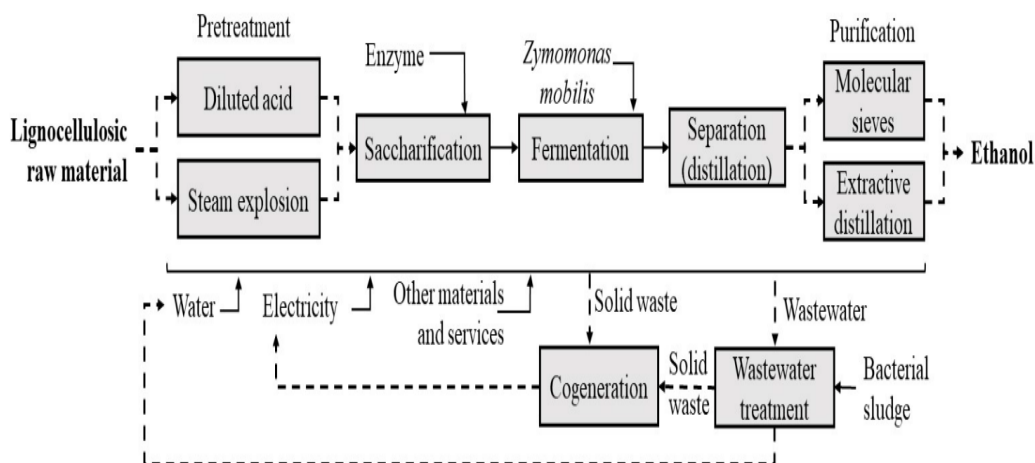 Pretreatment
Purification
Enzyme
Zymomonas
mobilis
Diluted acid
Molecular
sieves
Lignocellulosic
raw material
Saccharification
Fermentation
Separation
(distillation)
Ethanol
Steam explosion
Extractive
distillation
Water
Electricity
Other materials
and services
Solid waste
Wastewater
Cogeneration
Solid
waste
Wastewater
treatment
Bacterial
sludge